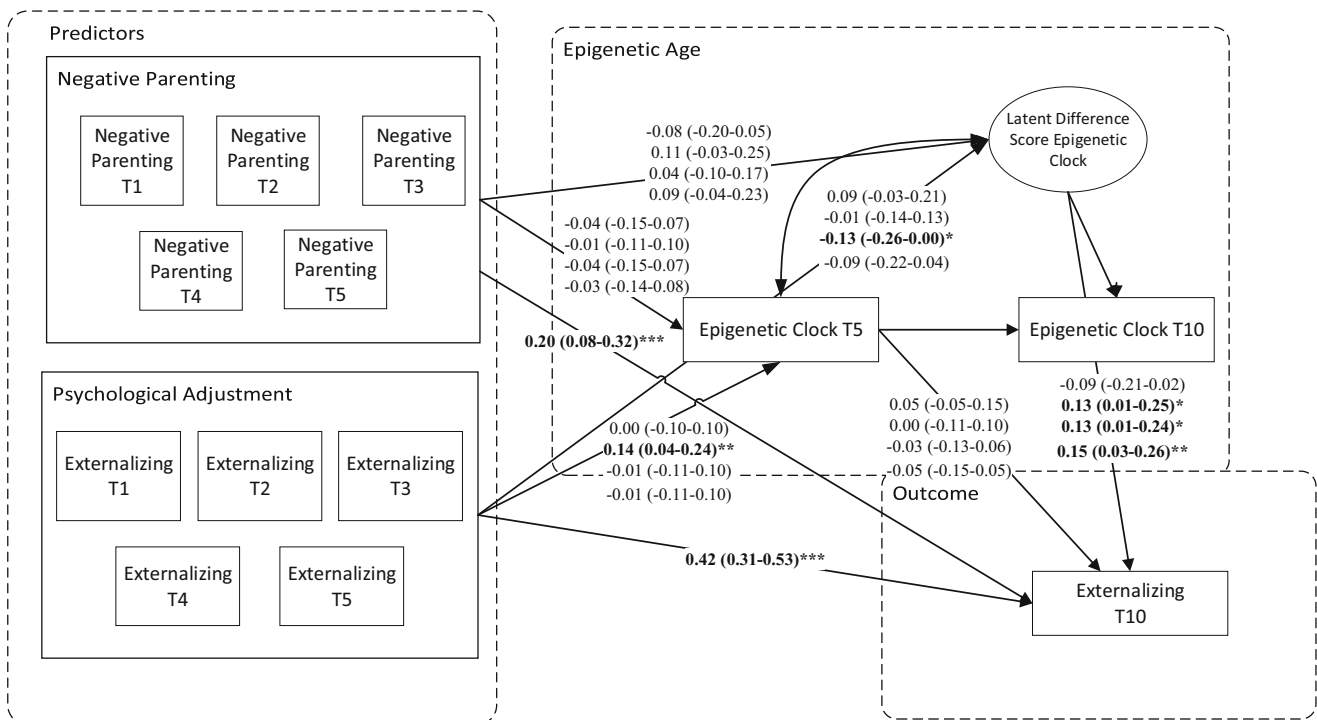 Predictors
Negative Parenting
Negative
Parenting
T1
Negative
Parenting
T2
Negative
Parenting
T3
Negative
Parenting
T4
Negative
Parenting
T5
Psychological Adjustment
Externalizing
T1
Externalizing
T2
Externalizing
T3
Externalizing
T4
Externalizing
T5
Epigenetic Age
Latent Difference
Score Epigenetic
Clock
-0.08 (-0.20-0.05)
0.11 (-0.03-0.25)
0.04 (-0.10-0.17)
0.09 (-0.04-0.23)
0.09 (-0.03-0.21)
-0.01 (-0.14-0.13)
-0.13 (-0.26-0.00)*
-0.09 (-0.22-0.04)
-0.04 (-0.15-0.07)
-0.01 (-0.11-0.10)
-0.04 (-0.15-0.07)
-0.03 (-0.14-0.08)
Epigenetic Clock T5
Epigenetic Clock T10
0.20 (0.08-0.32)***
0.00 (-0.10-0.10)
0.14 (0.04-0.24)**
-0.01 (-0.11-0.10)
-0.01 (-0.11-0.10)
0.05 (-0.05-0.15)
0.00 (-0.11-0.10)
-0.03 (-0.13-0.06)
-0.05 (-0.15-0.05)
-0.09 (-0.21-0.02)
0.13 (0.01-0.25)*
0.13 (0.01-0.24)*
0.15 (0.03-0.26)**
0.42 (0.31-0.53)***
Outcome
Externalizing
T10